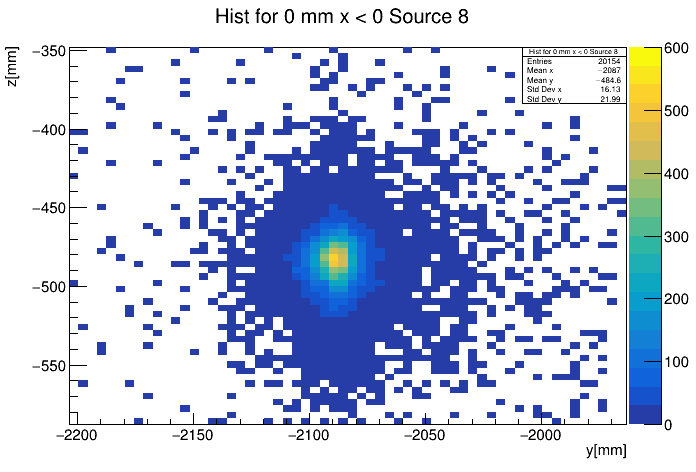 Hist for 0 mm x < 0 Source 8
z[mm]
Hist for 0 mm x < 0 Source 8
Entries 20154
Mean x −2087
Mean y −484.6
Std Dev x 16.13
Std Dev y 21.99
−350
−400
−450
−500
−550
600
500
400
300
200
100
0
−2200 −2150 −2100 −2050 −2000
y[mm]